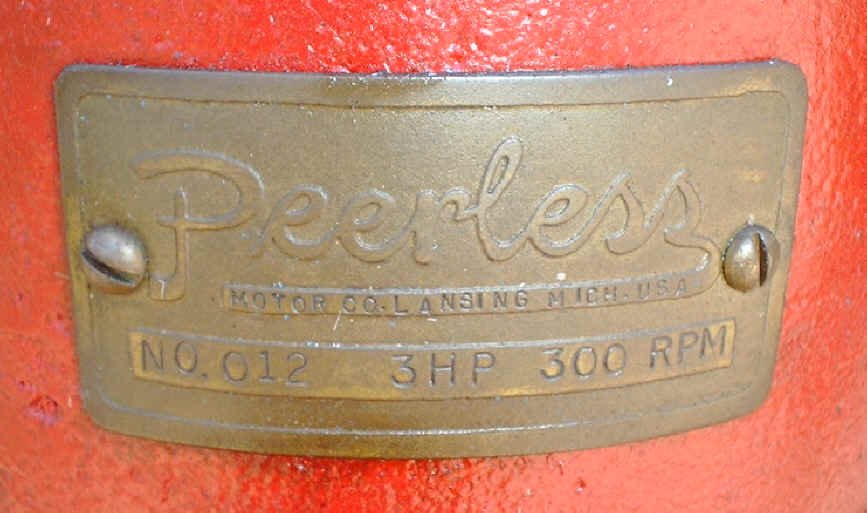 Peerless
MOTOR CO. LANSING MICH. USA
NO. 012 3HP 300 RPM